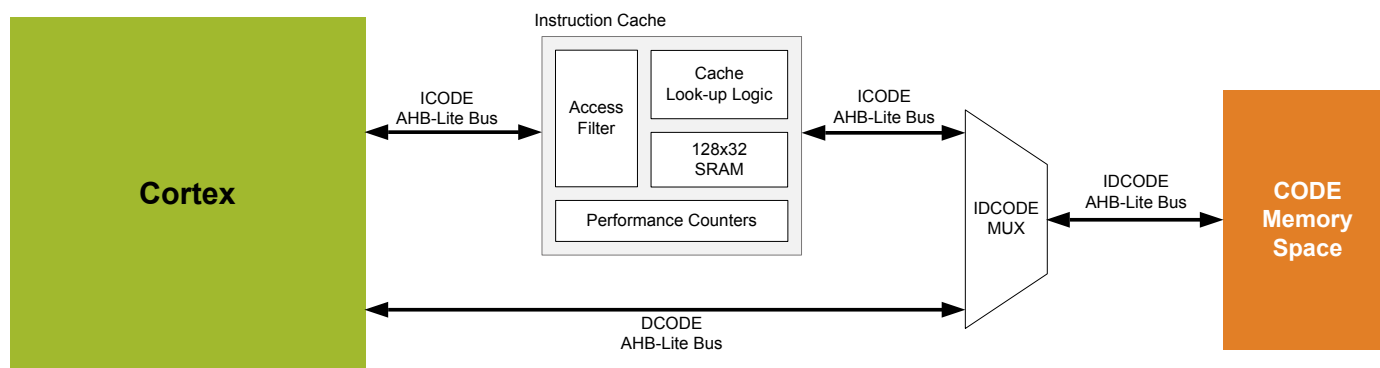 Instruction Cache
Cortex
ICODE
AHB-Lite Bus
Access
Filter
Cache
Look-up Logic
128x32
SRAM
Performance Counters
ICODE
AHB-Lite Bus
IDCODE
MUX
IDCODE
AHB-Lite Bus
CODE
Memory
Space
DCODE
AHB-Lite Bus